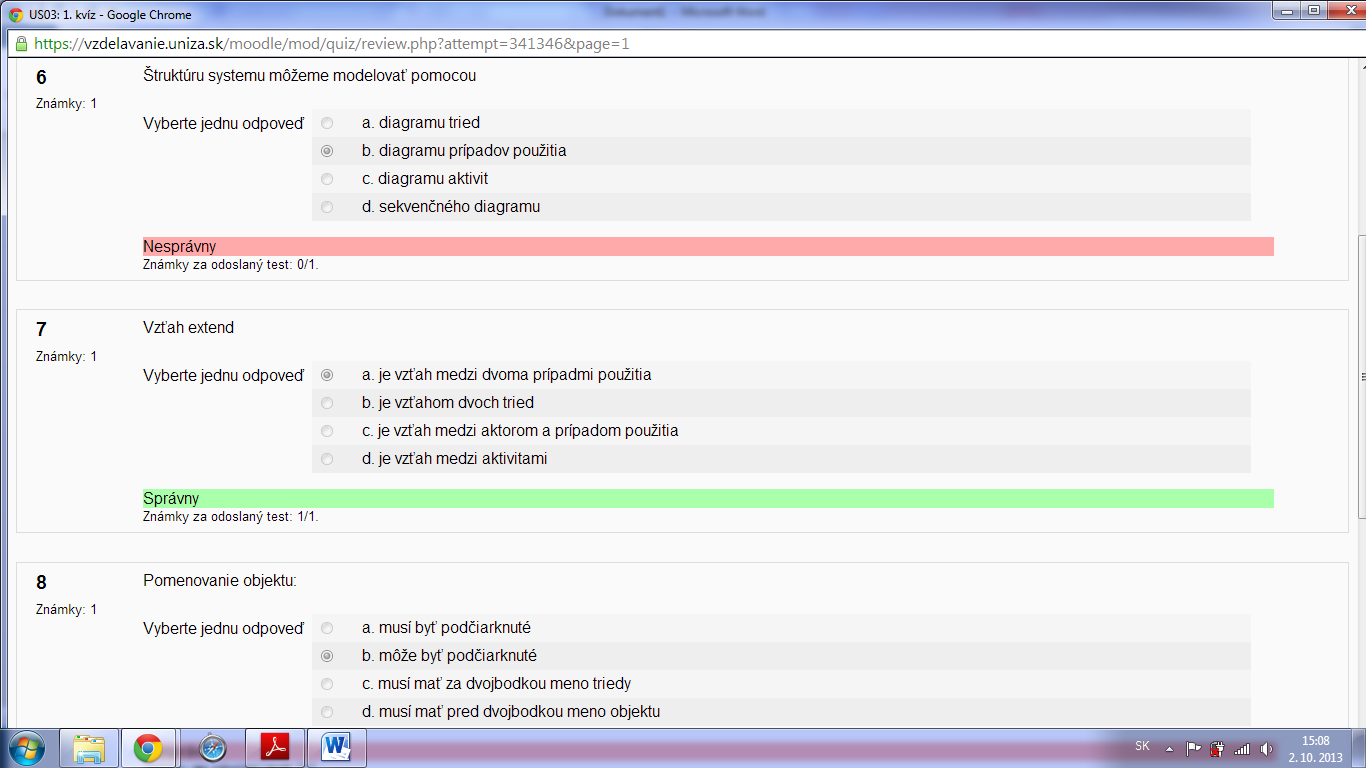 US03: 1. kvíz - Google Chrome
Dokument1 - Microsoft Word
https://vzdelavanie.uniza.sk/moodle/mod/quiz/review.php?attempt=341346&page=1
6
Známky: 1
Štruktúru systemu môžeme modelovať pomocou
Vyberte jednu odpoveď
a. diagramu tried
b. diagramu prípadov použitia
c. diagramu aktivit
d. sekvenčného diagramu
Nesprávny
Známky za odoslaný test: 0/1.
7
Známky: 1
Vzťah extend
Vyberte jednu odpoveď
a. je vzťah medzi dvoma prípadmi použitia
b. je vzťahom dvoch tried
c. je vzťah medzi aktorom a prípadom použitia
d. je vzťah medzi aktivitami
Správny
Známky za odoslaný test: 1/1.
8
Známky: 1
Pomenovanie objektu:
Vyberte jednu odpoveď
a. musí byť podčiarknuté
b. môže byť podčiarknuté
c. musí mať za dvojbodkou meno triedy
d. musí mať pred dvojbodkou meno objektu
SK
15:08
2. 10. 2013